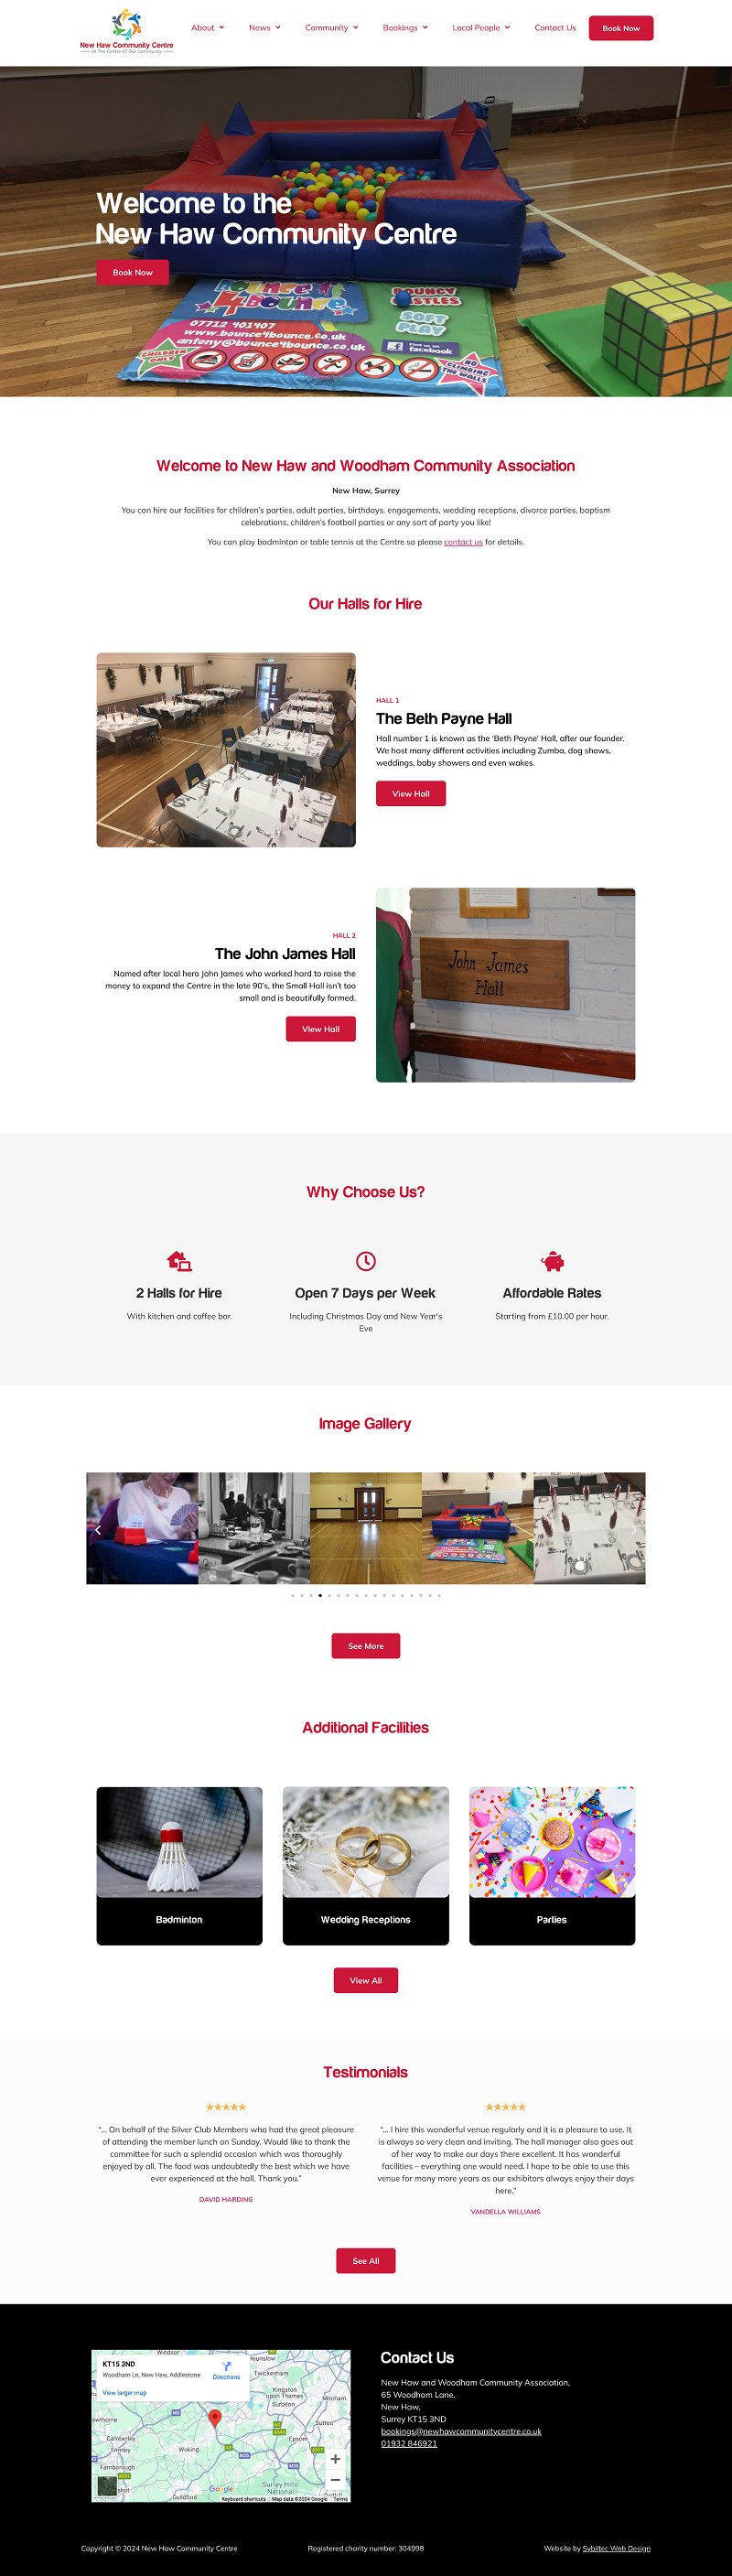 New Haw Community Centre
At The Centre Of Our Community
About
News
Community
Bookings
Local People
Contact Us
Book Now
Welcome to the
New Haw Community Centre
Book Now
Bounce
4 Bounce
BOUNCY
CASTLES
SOFT
PLAY
07712 401407
www.bounce4bounce.co.uk
antony@bounce4bounce.co.uk
Find us on
facebook
CHILDREN
ONLY
NO
CLIMBING
THE WALLS
Welcome to New Haw and Woodham Community Association
New Haw, Surrey
You can hire our facilities for children's parties, adult parties, birthdays, engagements, wedding receptions, divorce parties, baptism
celebrations, children's football parties or any sort of party you like!
You can play badminton or table tennis at the Centre so please contact us for details.
Our Halls for Hire
HALL 1
The Beth Payne Hall
Hall number 1 is known as the 'Beth Payne' Hall, after our founder.
We host many different activities including Zumba, dog shows,
weddings, baby showers and even wakes.
View Hall
HALL 2
The John James Hall
Named after local hero John James who worked hard to raise the
money to expand the Centre in the late 90's, the Small Hall isn't too
small and is beautifully formed.
View Hall
John James
Hall
Why Choose Us?
2 Halls for Hire
With kitchen and coffee bar.
Open 7 Days per Week
Including Christmas Day and New Year's
Eve
Affordable Rates
Starting from £10.00 per hour.
Image Gallery
See More
Additional Facilities
Badminton
Wedding Receptions
Parties
View All
Testimonials
"... On behalf of the Silver Club Members who had the great pleasure
of attending the member lunch on Sunday. Would like to thank the
committee for such a splendid occasion which was thoroughly
enjoyed by all. The food was undoubtedly the best which we have
ever experienced at the hall. Thank you."
DAVID HARDING
"... I hire this wonderful venue regularly and it is a pleasure to use. It
is always so very clean and inviting. The hall manager also goes out
of her way to make our days there excellent. It has wonderful
facilities – everything one would need. I hope to be able to use this
venue for many more years as our exhibitors always enjoy their days
here."
VANDELLA WILLIAMS
See All
KT15 3ND
Woodham Ln, New Haw, Addlestone
Directions
View larger map
Windsor
Hounslow
Twickenham
Kingston
upon Thames
Surbiton
Mitcham
Sutton
Epsom
Camberley
Frimley
Farnborough
Woking
Guildford
Surrey Hills
National
M25
Google
Keyboard shortcuts
Map data ©2024 Google
Terms
Contact Us
New Haw and Woodham Community Association,
65 Woodham Lane,
New Haw,
Surrey KT15 3ND
bookings@newhawcommunitycentre.co.uk
01932 846921
Copyright © 2024 New Haw Community Centre
Registered charity number: 304998
Website by Sybiltec Web Design